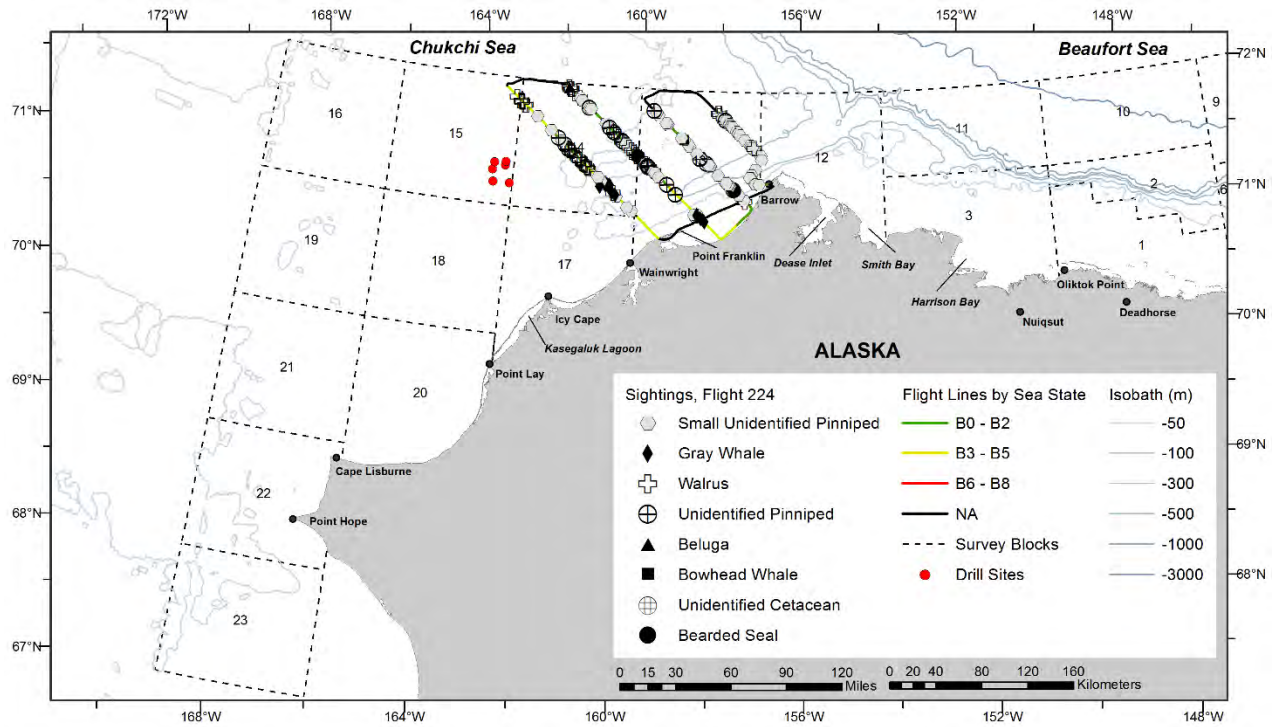 172°W 168°W 164°W 160°W 156°W 152°W 148°W
Chukchi Sea
Beaufort Sea
72°N
71°N
16
15
10
9
11
14
12
2
6
71°N
Barrow
3
1
19
18
17
70°N
Point Franklin
Dease Inlet
Smith Bay
Wainwright
Harrison Bay
Oliktok Point
Deadhorse
Nuiqsut
70°N
Icy Cape
Kasegaluk Lagoon
ALASKA
21
20
Point Lay
69°N
69°N
Cape Lisburne
22
Point Hope
68°N
68°N
23
67°N
67°N
Sightings, Flight 224
Small Unidentified Pinniped
Gray Whale
Walrus
Unidentified Pinniped
Beluga
Bowhead Whale
Unidentified Cetacean
Bearded Seal
Flight Lines by Sea State
B0 - B2
B3 - B5
B6 - B8
NA
Survey Blocks
Drill Sites
Isobath (m)
-50
-100
-300
-500
-1000
-3000
0 15 30 60 90 120
Miles
0 20 40 80 120 160
Kilometers
168°W 164°W 160°W 156°W 152°W 148°W